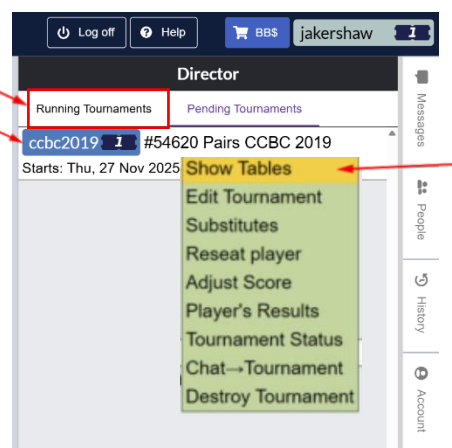 Log off
Help
BB$
jakershaw 1
Director
Running Tournaments
Pending Tournaments
ccbc2019 1 #54620 Pairs CCBC 2019
Starts: Thu, 27 Nov 2025
Show Tables
Edit Tournament
Substitutes
Reseat player
Adjust Score
Player's Results
Tournament Status
Chat→Tournament
Destroy Tournament
Messages
People
History
Account